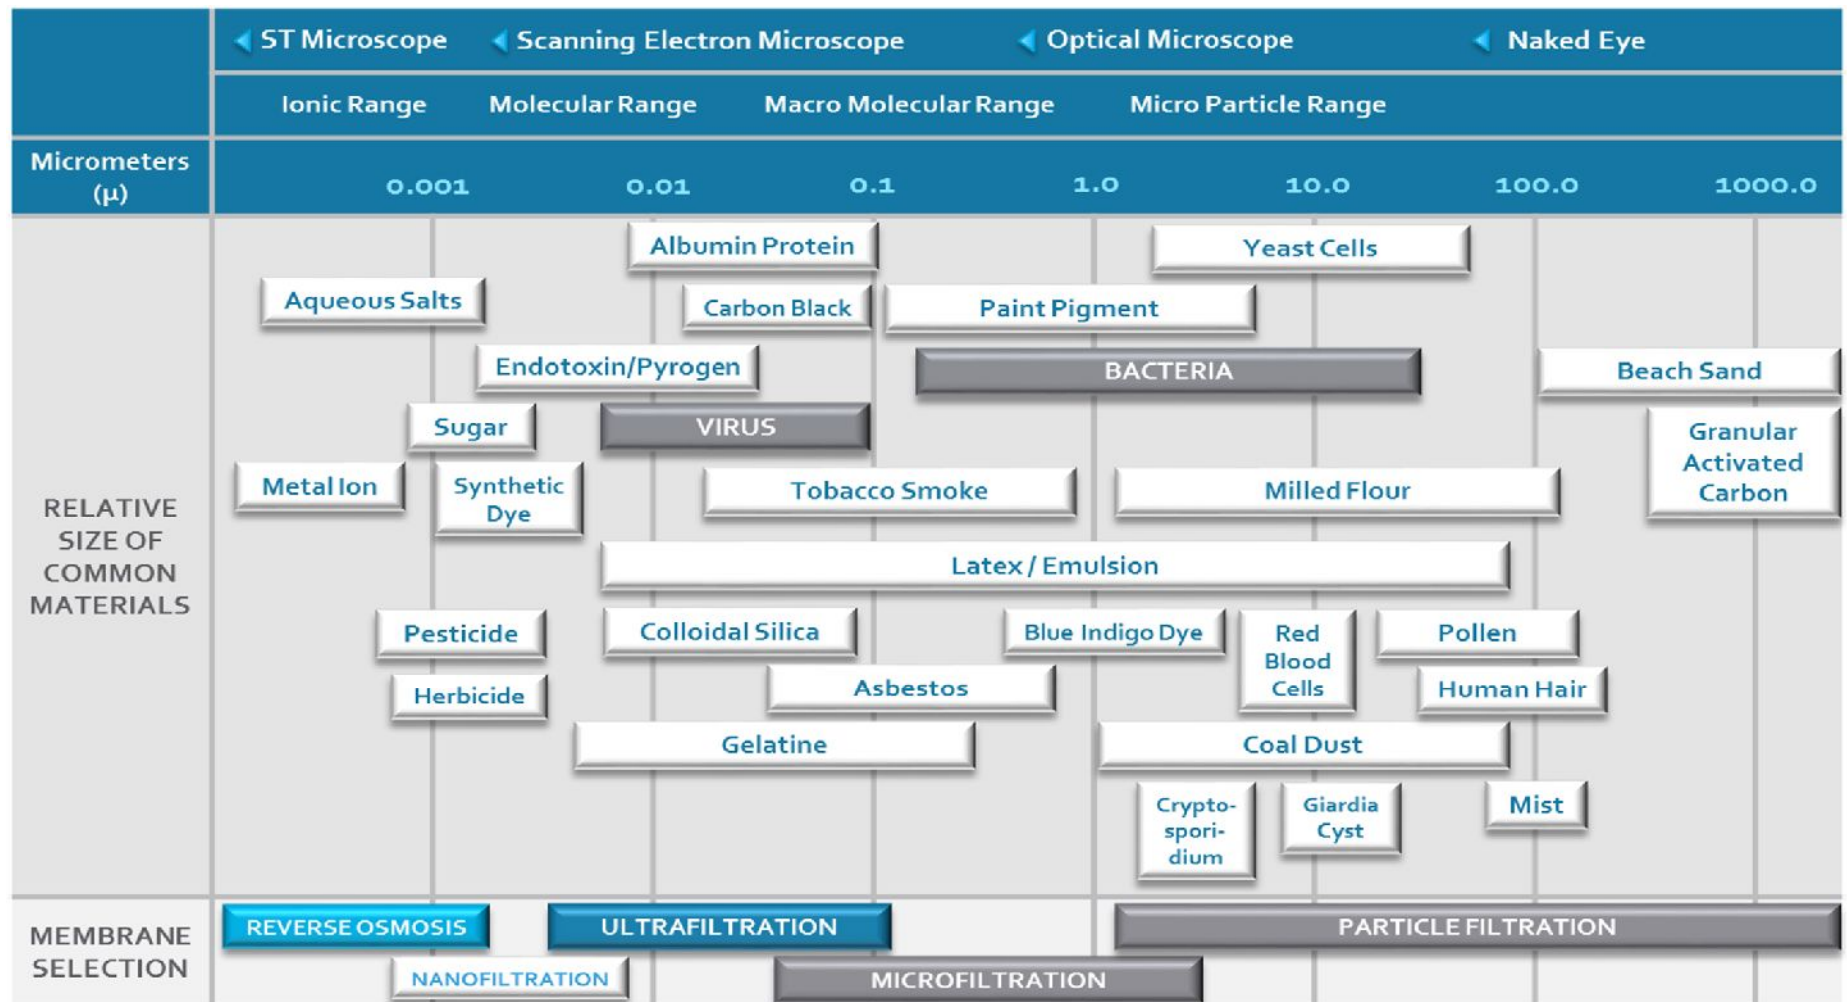 ST Microscope
Scanning Electron Microscope
Optical Microscope
Naked Eye
Ionic Range
Molecular Range
Macro Molecular Range
Micro Particle Range
Micrometers
(μ)
0.001
0.01
0.1
1.0
10.0
100.0
1000.0
RELATIVE
SIZE OF
COMMON
MATERIALS
Albumin Protein
Yeast Cells
Aqueous Salts
Carbon Black
Paint Pigment
Endotoxin/Pyrogen
BACTERIA
Beach Sand
Sugar
VIRUS
Granular
Activated
Carbon
Metal Ion
Synthetic
Dye
Tobacco Smoke
Milled Flour
Latex / Emulsion
Pesticide
Colloidal Silica
Blue Indigo Dye
Red
Blood
Cells
Pollen
Herbicide
Asbestos
Human Hair
Gelatine
Coal Dust
Crypto-
spori-
dium
Giardia
Cyst
Mist
MEMBRANE
SELECTION
REVERSE OSMOSIS
ULTRAFILTRATION
PARTICLE FILTRATION
NANOFILTRATION
MICROFILTRATION